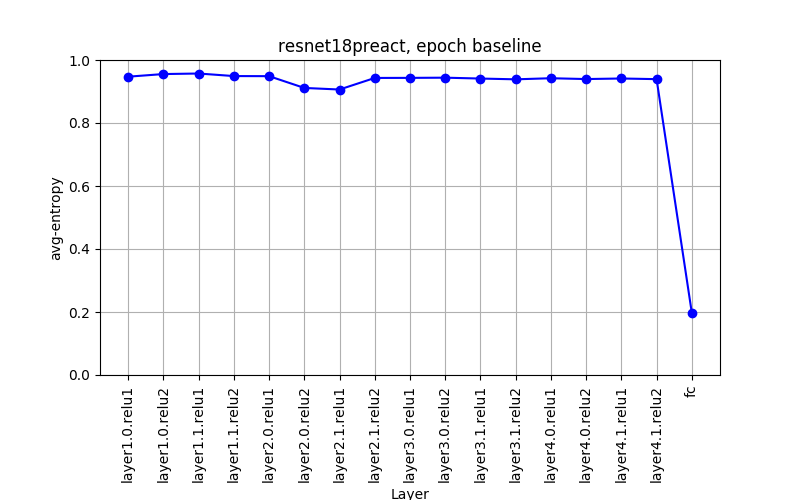 resnet18preact, epoch baseline
avg-entropy
1.0
0.8
0.6
0.4
0.2
0.0
layer1.0.relu1
layer1.0.relu2
layer1.1.relu1
layer1.1.relu2
layer2.0.relu1
layer2.0.relu2
layer2.1.relu1
layer2.1.relu2
layer3.0.relu1
layer3.0.relu2
layer3.1.relu1
layer3.1.relu2
layer4.0.relu1
layer4.0.relu2
layer4.1.relu1
layer4.1.relu2
fc
Layer